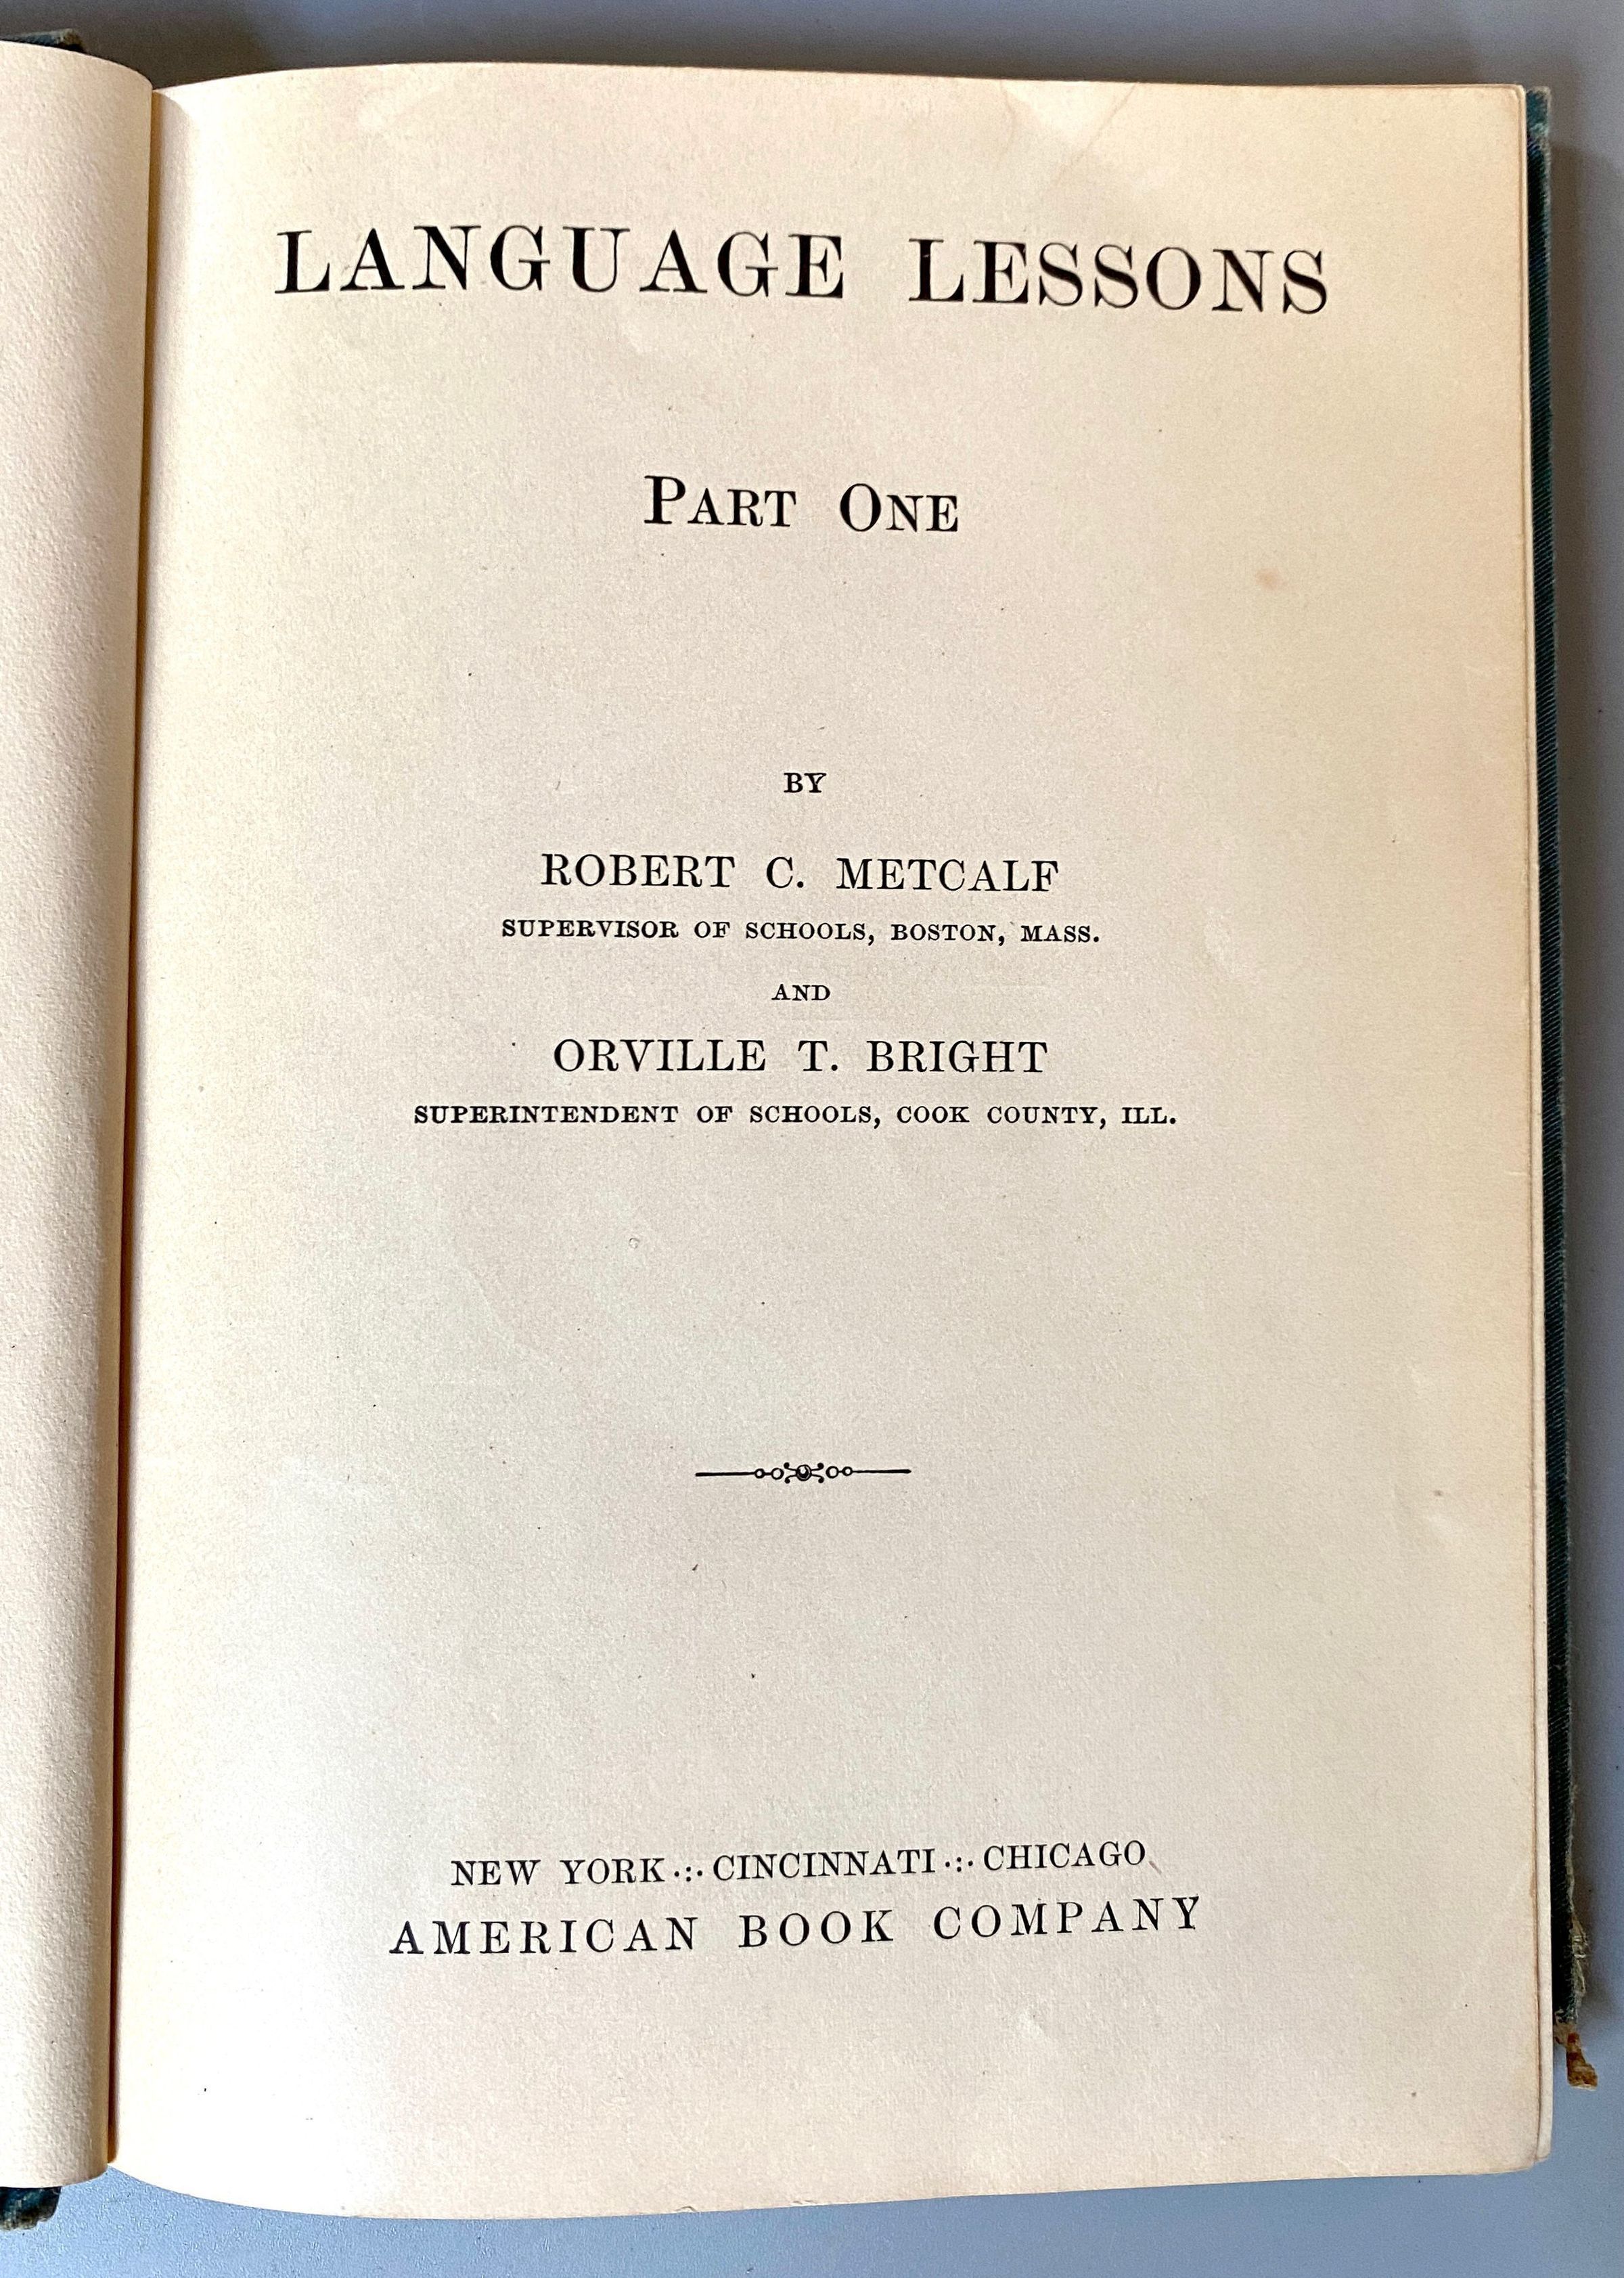 LANGUAGE LESSONS
PART ONE
BY
ROBERT C. METCALF
SUPERVISOR OF SCHOOLS, BOSTON, MASS.
AND
ORVILLE T. BRIGHT
SUPERINTENDENT OF SCHOOLS, COOK COUNTY, ILL.
NEW YORK ·:· CINCINNATI ·:· CHICAGO
AMERICAN BOOK COMPANY